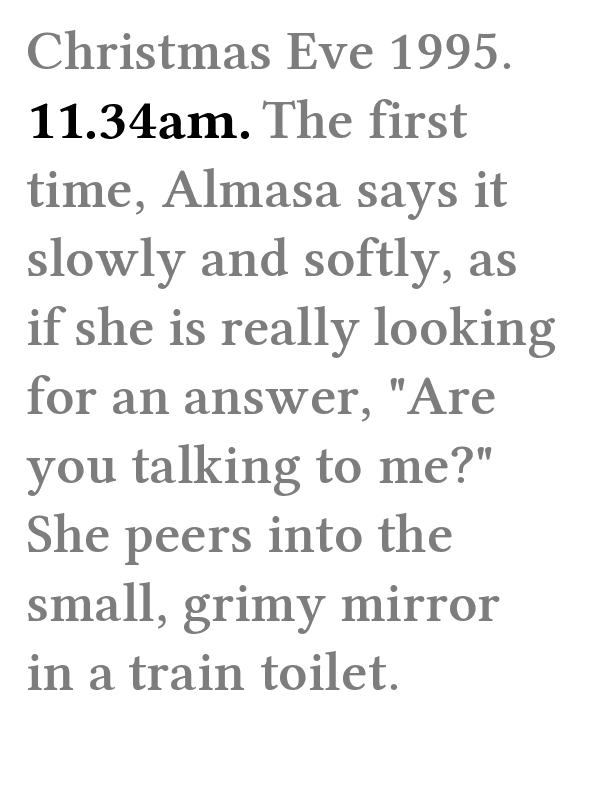 Christmas Eve 1995.
11.34am. The first
time, Almasa says it
slowly and softly, as
if she is really looking
for an answer, "Are
you talking to me?"
She peers into the
small, grimy mirror
in a train toilet.